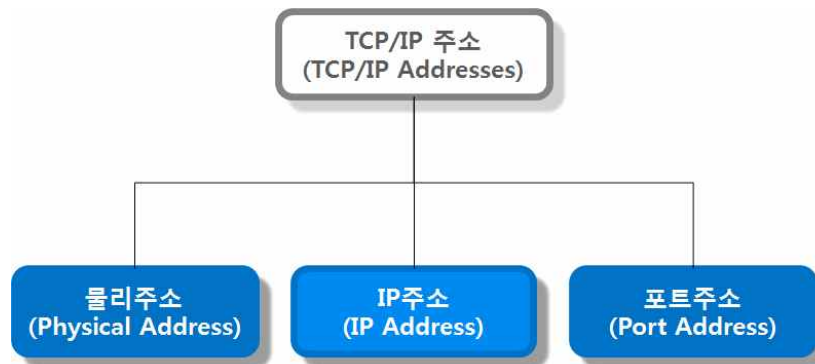 TCP/IP 주소
(TCP/IP Addresses)
물리주소
(Physical Address)
IP주소
(IP Address)
포트주소
(Port Address)